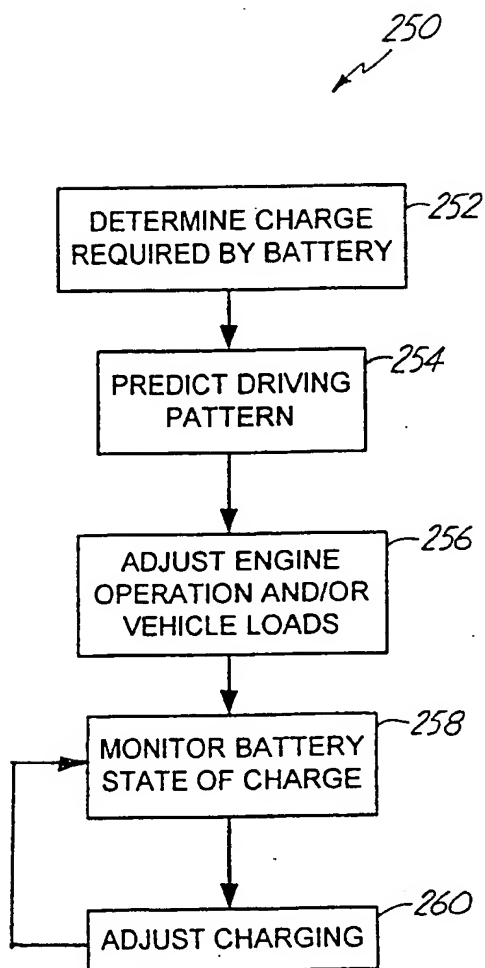 250
DETERMINE CHARGE
REQUIRED BY BATTERY
252
PREDICT DRIVING
PATTERN
254
ADJUST ENGINE
OPERATION AND/OR
VEHICLE LOADS
256
MONITOR BATTERY
STATE OF CHARGE
258
ADJUST CHARGING
260